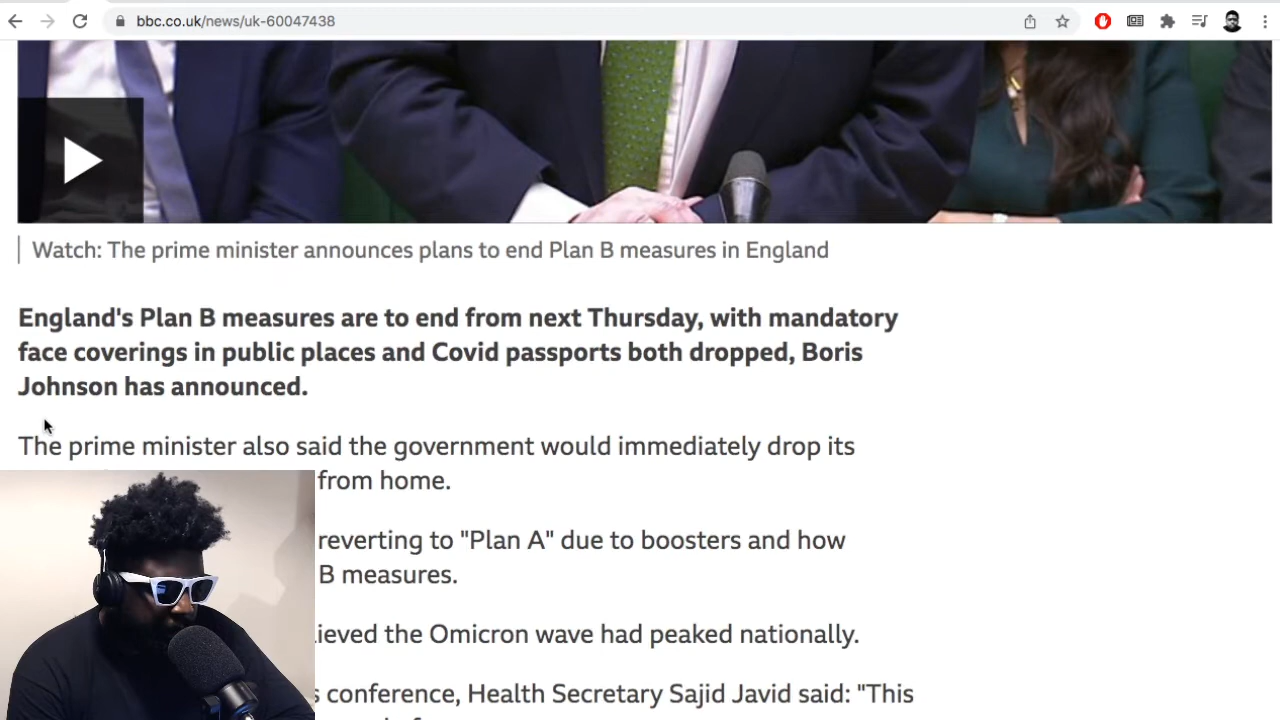 bbc.co.uk/news/uk-60047438
Watch: The prime minister announces plans to end Plan B measures in England
England's Plan B measures are to end from next Thursday, with mandatory
face coverings in public places and Covid passports both dropped, Boris
Johnson has announced.
The prime minister also said the government would immediately drop its
from home.
reverting to "Plan A" due to boosters and how
B measures.
the Omicron wave had peaked nationally.
conference, Health Secretary Sajid Javid said: "This